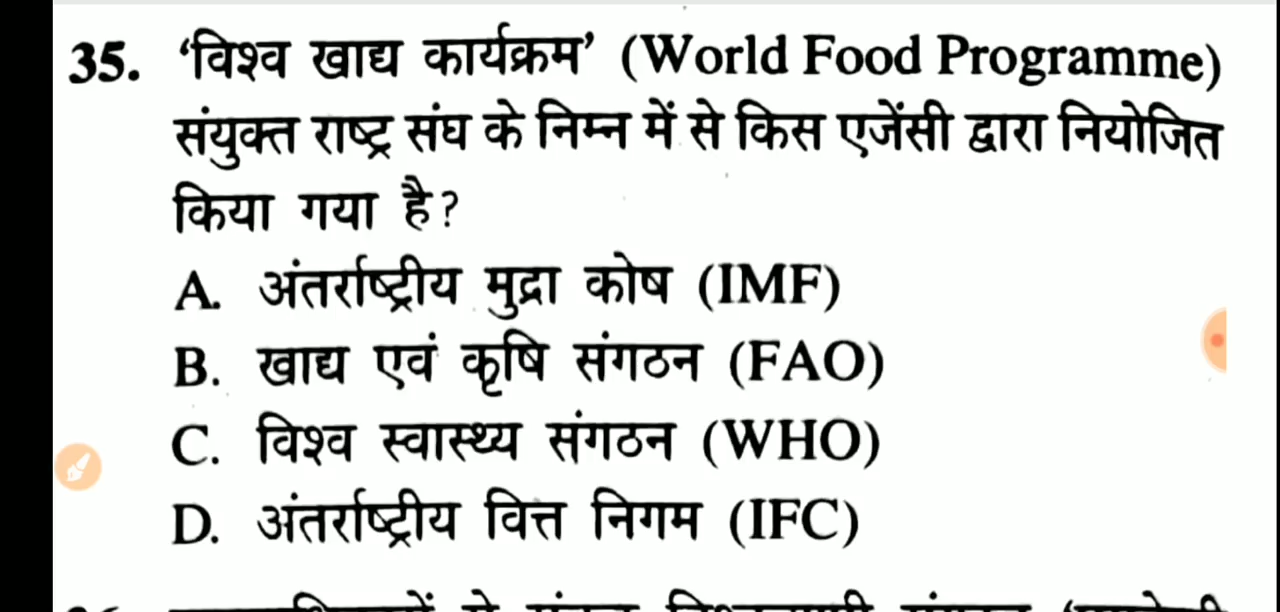 35. ‘विश्व खाद्य कार्यक्रम’ (World Food Programme)
संयुक्त राष्ट्र संघ के निम्न में से किस एजेंसी द्वारा नियोजित
किया गया है?
A. अंतर्राष्ट्रीय मुद्रा कोष (IMF)
B. खाद्य एवं कृषि संगठन (FAO)
C. विश्व स्वास्थ्य संगठन (WHO)
D. अंतर्राष्ट्रीय वित्त निगम (IFC)